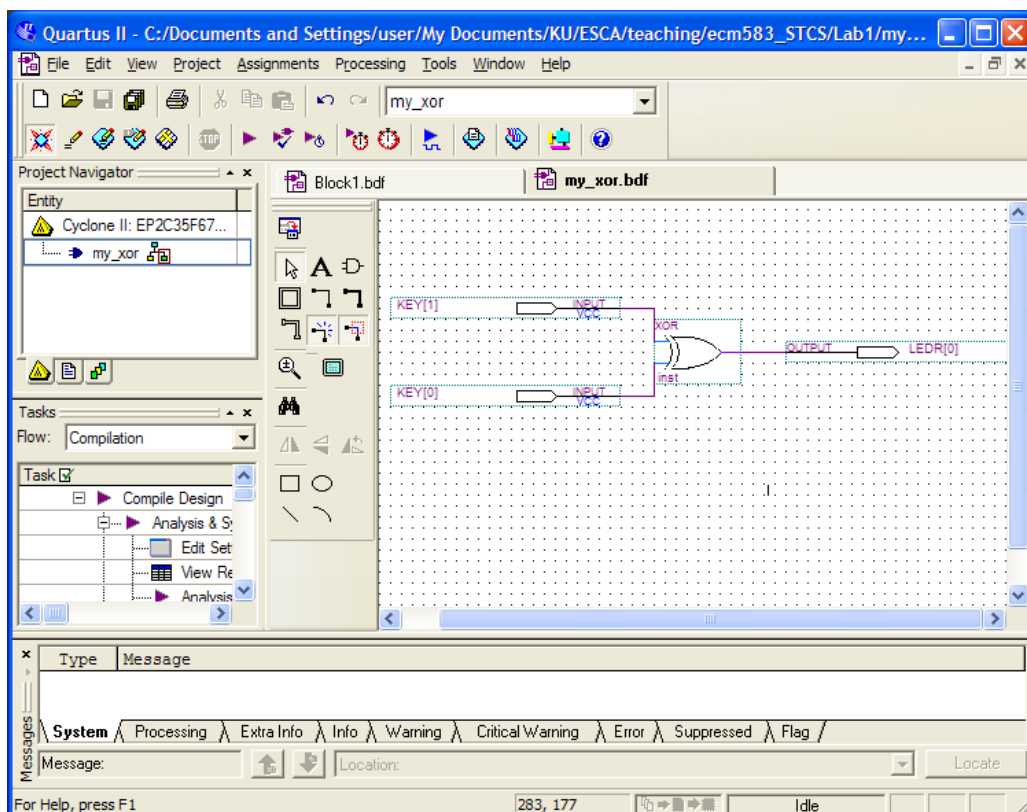 Quartus II - C:/Documents and Settings/user/My Documents/KU/ESCA/teaching/ecm583_STCS/Lab1/my...
File Edit View Project Assignments Processing Tools Window Help
my_xor
STOP
Project Navigator
Entity
Cyclone II: EP2C35F67...
my_xor
Block1.bdf
my_xor.bdf
A
KEY[1]
INPUT
VCC
XOR
OUTPUT
LEDR[0]
inst
KEY[0]
INPUT
VCC
Tasks
Flow: Compilation
Task
Compile Design
Analysis & Sy
Edit Set
View Re
Analysis
Type Message
System Processing Extra Info Info Warning Critical Warning Error Suppressed Flag
Messages
Message:
Location:
Locate
For Help, press F1
283, 177
Idle